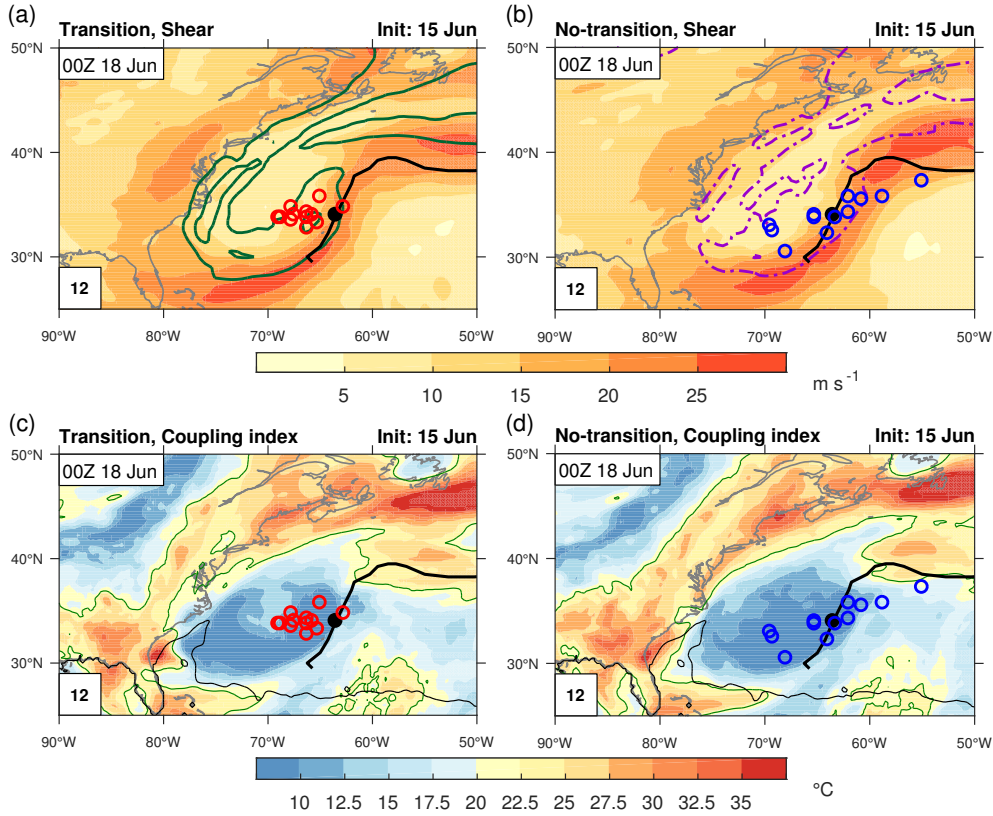 (a)
Transition, Shear Init: 15 Jun
50°N
00Z 18 Jun
40°N
30°N
12
90°W 80°W 70°W 60°W 50°W
(b)
No-transition, Shear Init: 15 Jun
50°N
00Z 18 Jun
40°N
30°N
12
90°W 80°W 70°W 60°W 50°W
5 10 15 20 25
m s⁻¹
(c)
Transition, Coupling index Init: 15 Jun
50°N
00Z 18 Jun
40°N
30°N
12
90°W 80°W 70°W 60°W 50°W
(d)
No-transition, Coupling index Init: 15 Jun
50°N
00Z 18 Jun
40°N
30°N
12
90°W 80°W 70°W 60°W 50°W
10 12.5 15 17.5 20 22.5 25 27.5 30 32.5 35
°C